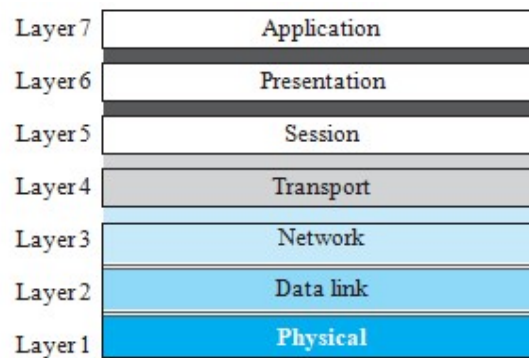 Layer 7 Application
Layer 6 Presentation
Layer 5 Session
Layer 4 Transport
Layer 3 Network
Layer 2 Data link
Layer 1 Physical